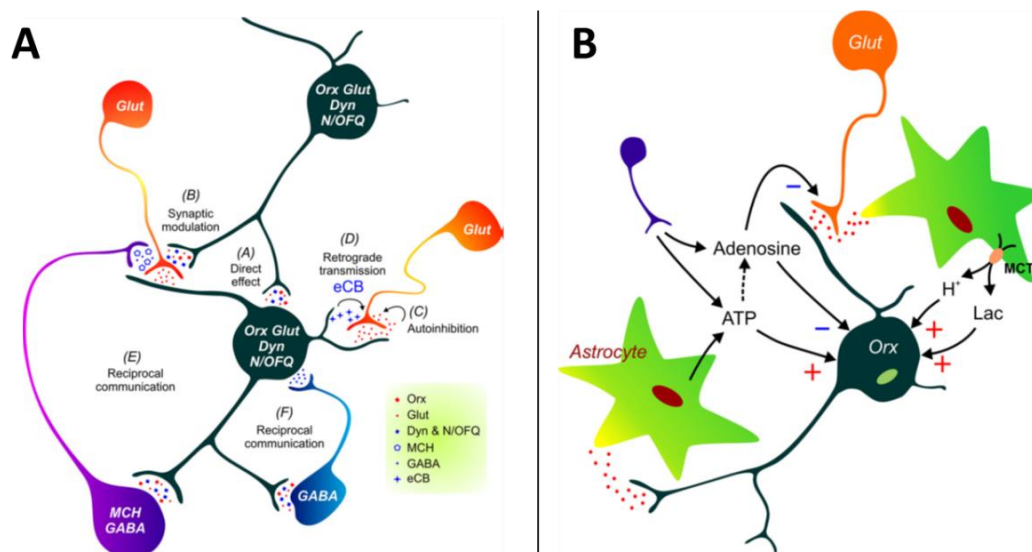 A
Orx Glut
Dyn
N/OFQ
Glut
(B)
Synaptic
modulation
(A)
Direct
effect
(D)
Retrograde
transmission
eCB
Glut
(C)
Autoinhibition
Orx Glut
Dyn
N/OFQ
(E)
Reciprocal
communication
(F)
Reciprocal
communication
Orx
Glut
Dyn & N/OFQ
MCH
GABA
eCB
MCH
GABA
GABA
B
Glut
–
Adenosine
MCT
H⁺
ATP
Lac
Astrocyte
–
Orx
+
+
+